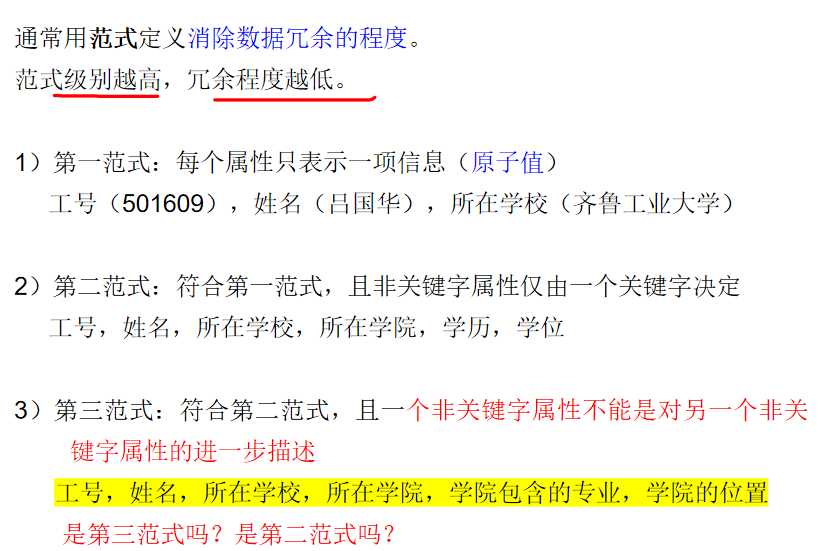 通常用范式定义消除数据冗余的程度。
范式级别越高，冗余程度越低。
1）第一范式：每个属性只表示一项信息（原子值）
工号（501609），姓名（吕国华），所在学校（齐鲁工业大学）
2）第二范式：符合第一范式，且非关键字属性仅由一个关键字决定
工号，姓名，所在学校，所在学院，学历，学位
3）第三范式：符合第二范式，且一个非关键字属性不能是对另一个非关
键字属性的进一步描述
工号，姓名，所在学校，所在学院，学院包含的专业，学院的位置
是第三范式吗？是第二范式吗？